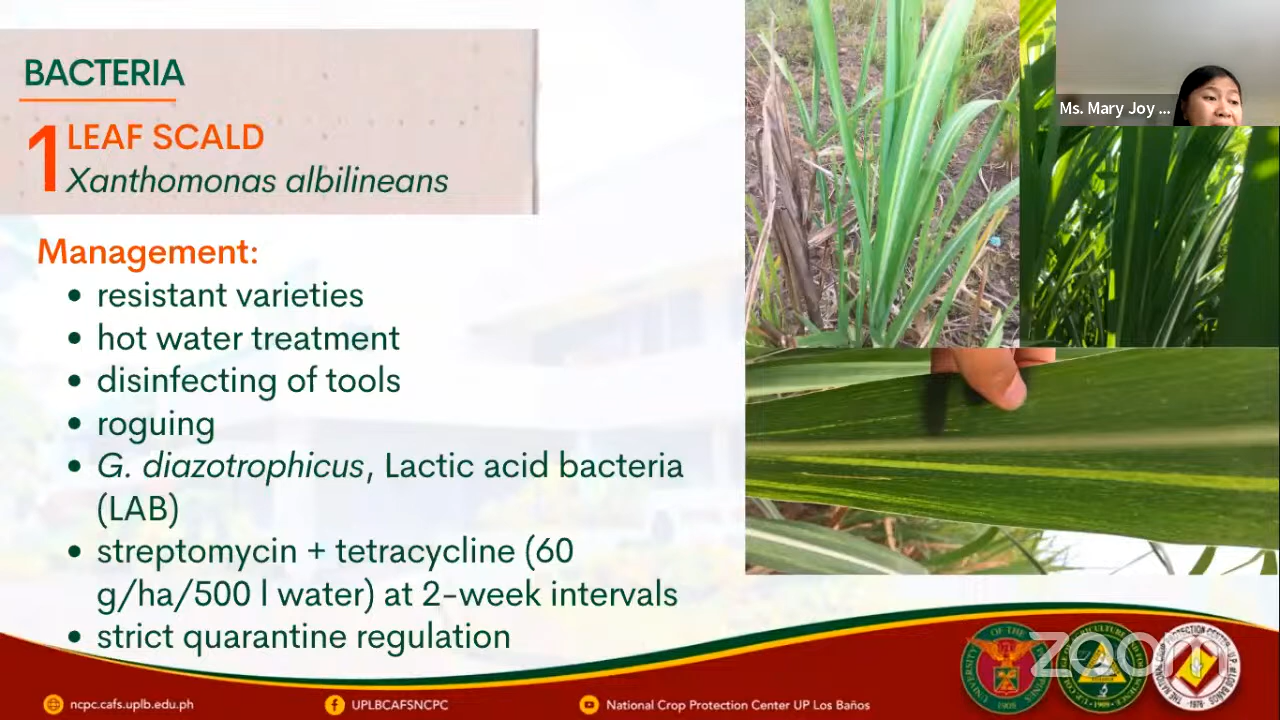 BACTERIA
1 LEAF SCALD
Xanthomonas albilineans
Management:
• resistant varieties
• hot water treatment
• disinfecting of tools
• roguing
• G. diazotrophicus, Lactic acid bacteria
(LAB)
• streptomycin + tetracycline (60
g/ha/500 l water) at 2-week intervals
• strict quarantine regulation
Ms. Mary Joy ...
zoom
ncpc.cafs.uplb.edu.ph
UPLBCAFSNCPC
National Crop Protection Center UP Los Baños